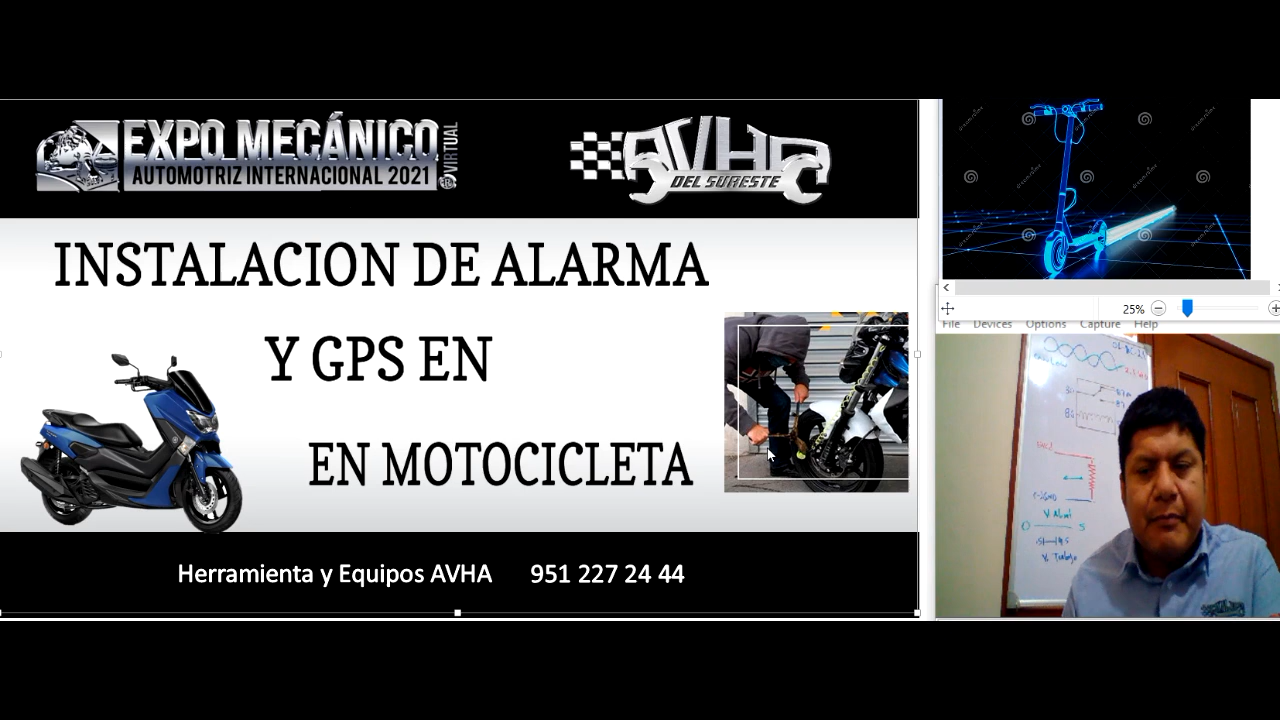 EXPO MECÁNICO
AUTOMOTRIZ INTERNACIONAL 2021
VIRTUAL
AVHA
DEL SURESTE
INSTALACION DE ALARMA
Y GPS EN
EN MOTOCICLETA
Herramienta y Equipos AVHA 951 227 24 44
25%
File Devices Options Capture Help
V Alim
O S